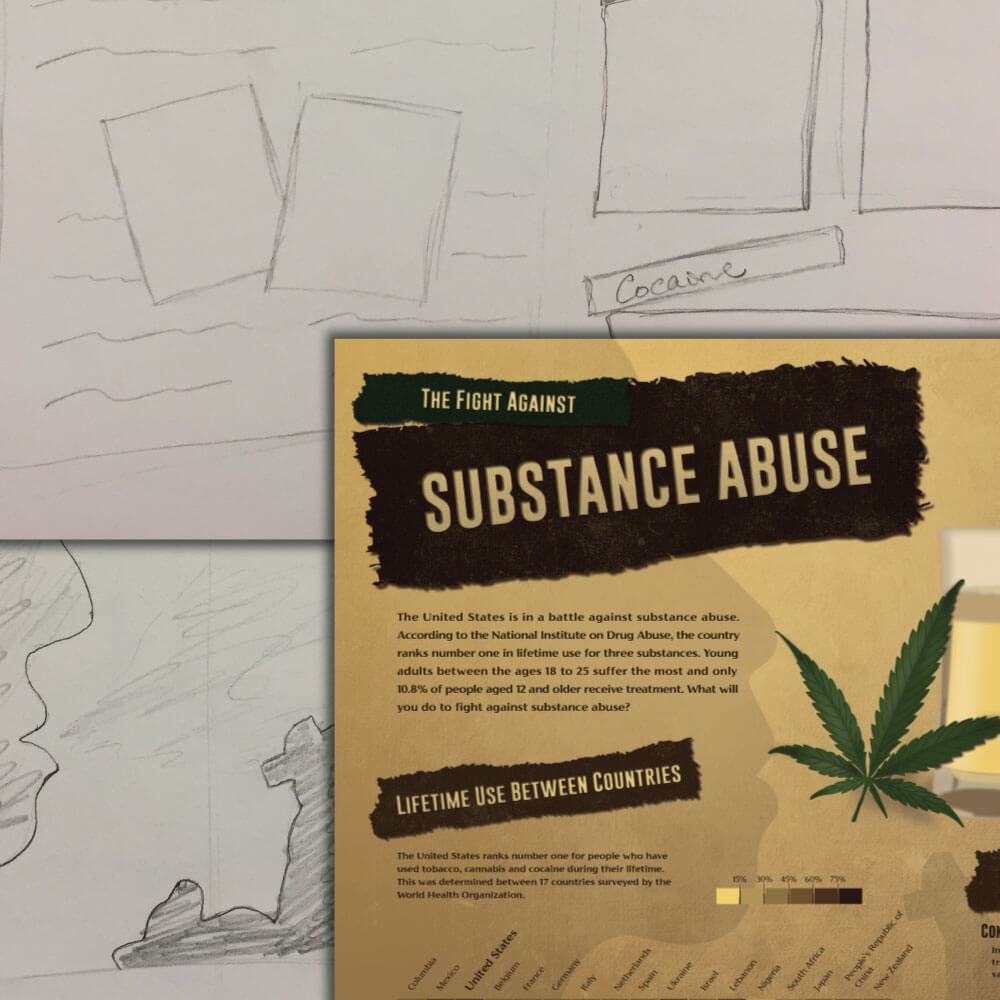 Cocaine
THE FIGHT AGAINST
SUBSTANCE ABUSE
The United States is in a battle against substance abuse.
According to the National Institute on Drug Abuse, the country
ranks number one in lifetime use for three substances. Young
adults between the ages 18 to 25 suffer the most and only
10.8% of people aged 12 and older receive treatment. What will
you do to fight against substance abuse?
LIFETIME USE BETWEEN COUNTRIES
The United States ranks number one for people who have
used tobacco, cannabis and cocaine during their lifetime.
This was determined between 17 countries surveyed by the
World Health Organization.
15% 30% 45% 60% 75%
Columbia
Mexico
United States
Belgium
France
Germany
Italy
Netherlands
Spain
Ukraine
Israel
Lebanon
Nigeria
South Africa
Japan
People's Republic of
China
New Zealand